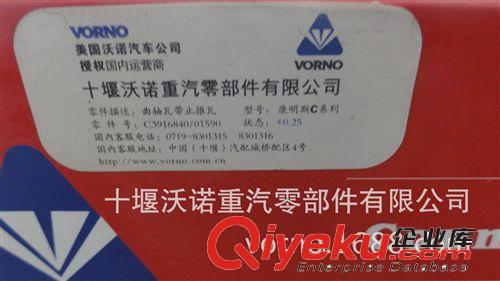 VORNO
美国沃诺汽车公司
授权国内运营商
VORNO
十堰沃诺重汽零部件有限公司
零件描述：曲轴瓦带止推瓦 型号：康明斯C系列
零 件 号：C3916840/01590 状态：+0.25
国内客服电话：0719-8301315 8301316
国内客服地址：中国（十堰）汽配城桥配区4号
http://www.vorno.com.cn
十堰沃诺重汽零部件有限公司
Qiyeku.com 企业库
Enterprise Database